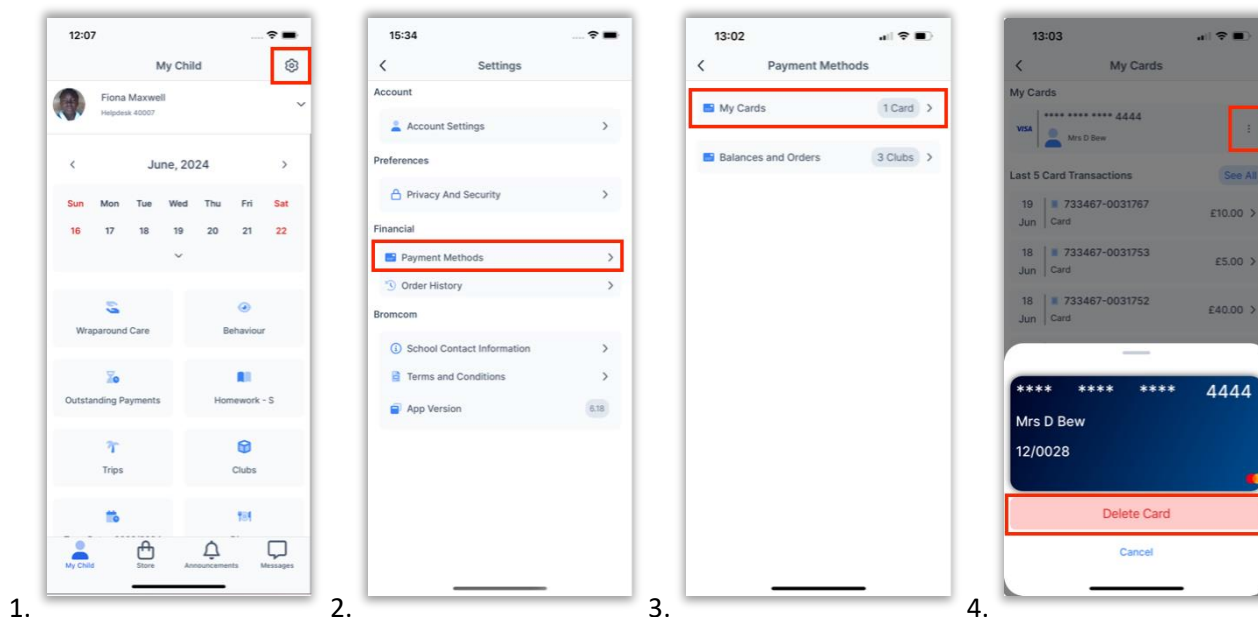 12:07
My Child
Fiona Maxwell
Helpdesk 40007
June, 2024
Sun Mon Tue Wed Thu Fri Sat
16 17 18 19 20 21 22
Wraparound Care
Behaviour
Outstanding Payments
Homework - S
Trips
Clubs
My Child
Store
Announcements
Messages
1.
15:34
Settings
Account
Account Settings
Preferences
Privacy And Security
Financial
Payment Methods
Order History
Bromcom
School Contact Information
Terms and Conditions
App Version 6.18
2.
13:02
Payment Methods
My Cards 1 Card
Balances and Orders 3 Clubs
3.
13:03
My Cards
My Cards
VISA
**** **** **** 4444
Mrs D Bew
Last 5 Card Transactions See All
19 Jun 733467-0031767 Card £10.00
18 Jun 733467-0031753 Card £5.00
18 Jun 733467-0031752 Card £40.00
**** **** **** 4444
Mrs D Bew
12/0028
Delete Card
Cancel
4.